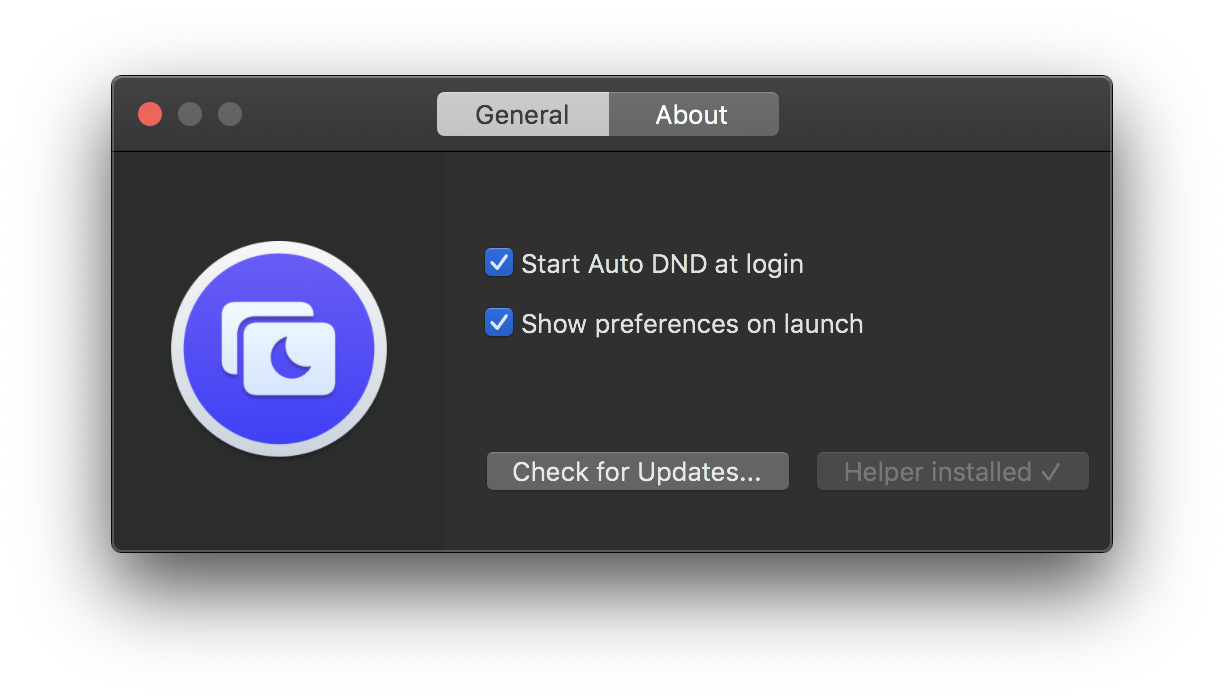 General About
Start Auto DND at login
Show preferences on launch
Check for Updates... Helper installed ✓